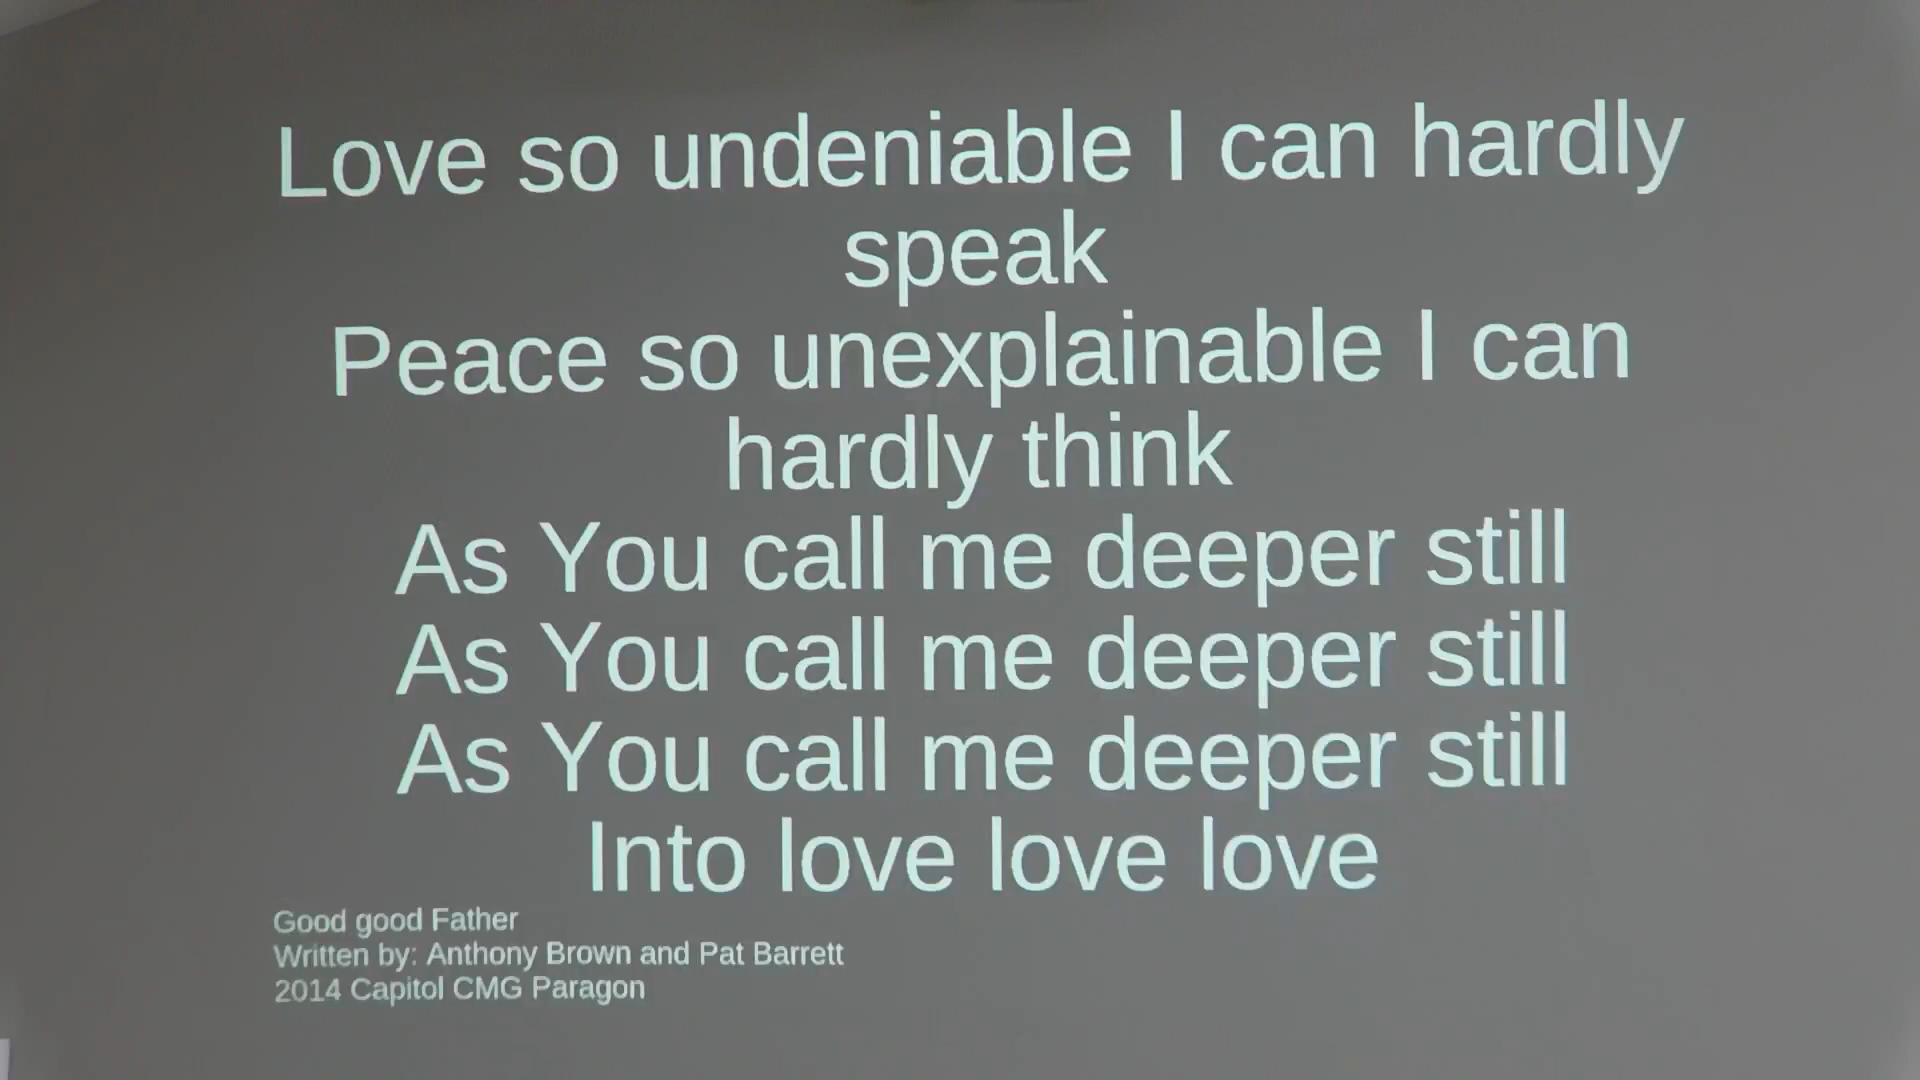 Love so undeniable I can hardly
speak
Peace so unexplainable I can
hardly think
As You call me deeper still
As You call me deeper still
As You call me deeper still
Into love love love
Good good Father
Written by: Anthony Brown and Pat Barrett
2014 Capitol CMG Paragon